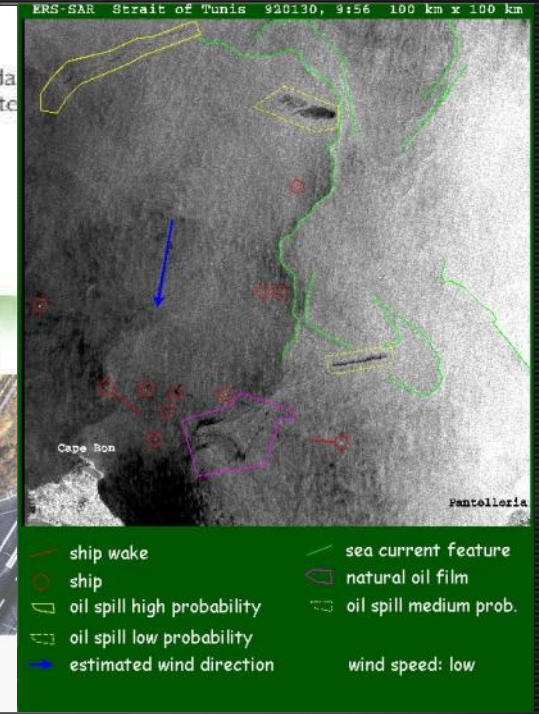 ERS-SAR Strait of Tunis 920130, 9:56 100 km x 100 km
da
te
Cape Bon
Pantelleria
ship wake
ship
oil spill high probability
oil spill low probability
estimated wind direction
sea current feature
natural oil film
oil spill medium prob.
wind speed: low